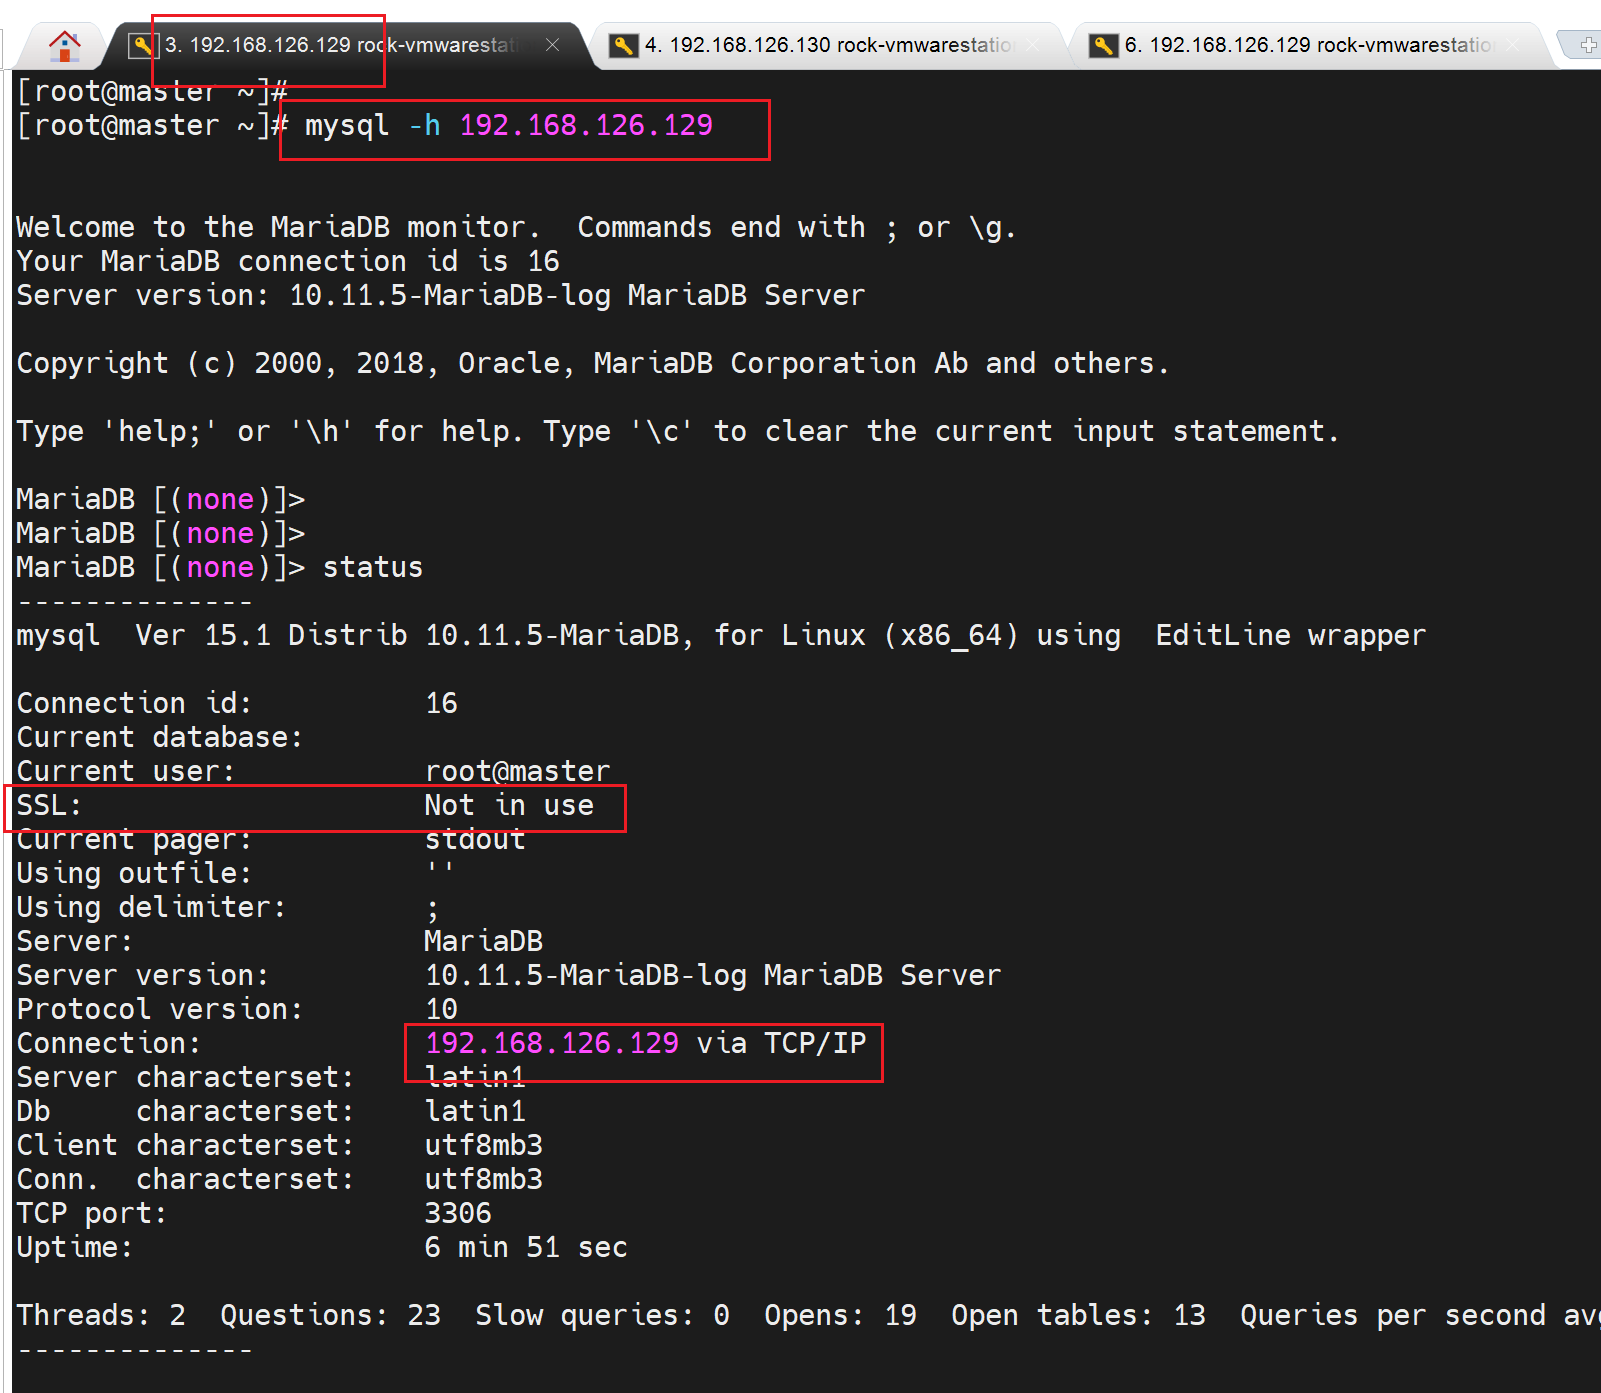 3. 192.168.126.129 rock-vmwarestati
4. 192.168.126.130 rock-vmwarestatio
6. 192.168.126.129 rock-vmwarestatio
[root@master ~]#
[root@master ~]# mysql -h 192.168.126.129
Welcome to the MariaDB monitor.  Commands end with ; or \g.
Your MariaDB connection id is 16
Server version: 10.11.5-MariaDB-log MariaDB Server
Copyright (c) 2000, 2018, Oracle, MariaDB Corporation Ab and others.
Type 'help;' or '\h' for help. Type '\c' to clear the current input statement.
MariaDB [(none)]>
MariaDB [(none)]>
MariaDB [(none)]> status
--------------
mysql  Ver 15.1 Distrib 10.11.5-MariaDB, for Linux (x86_64) using  EditLine wrapper
Connection id:          16
Current database:
Current user:           root@master
SSL:                    Not in use
Current pager:          stdout
Using outfile:          ''
Using delimiter:        ;
Server:                 MariaDB
Server version:         10.11.5-MariaDB-log MariaDB Server
Protocol version:       10
Connection:             192.168.126.129 via TCP/IP
Server characterset:    latin1
Db     characterset:    latin1
Client characterset:    utf8mb3
Conn.  characterset:    utf8mb3
TCP port:               3306
Uptime:                 6 min 51 sec
Threads: 2  Questions: 23  Slow queries: 0  Opens: 19  Open tables: 13  Queries per second avg
--------------